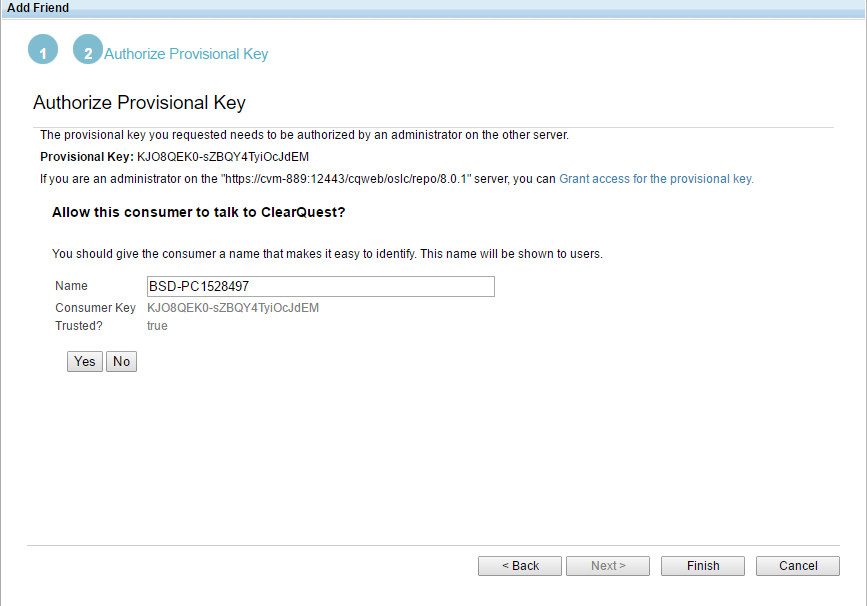 Add Friend
1 2 Authorize Provisional Key
Authorize Provisional Key
The provisional key you requested needs to be authorized by an administrator on the other server.
Provisional Key: KJO8QEK0-sZBQY4TyiOcJdEM
If you are an administrator on the "https://cvm-889:12443/cqweb/oslc/repo/8.0.1" server, you can Grant access for the provisional key.
Allow this consumer to talk to ClearQuest?
You should give the consumer a name that makes it easy to identify. This name will be shown to users.
Name BSD-PC1528497
Consumer Key KJO8QEK0-sZBQY4TyiOcJdEM
Trusted? true
Yes No
< Back Next > Finish Cancel